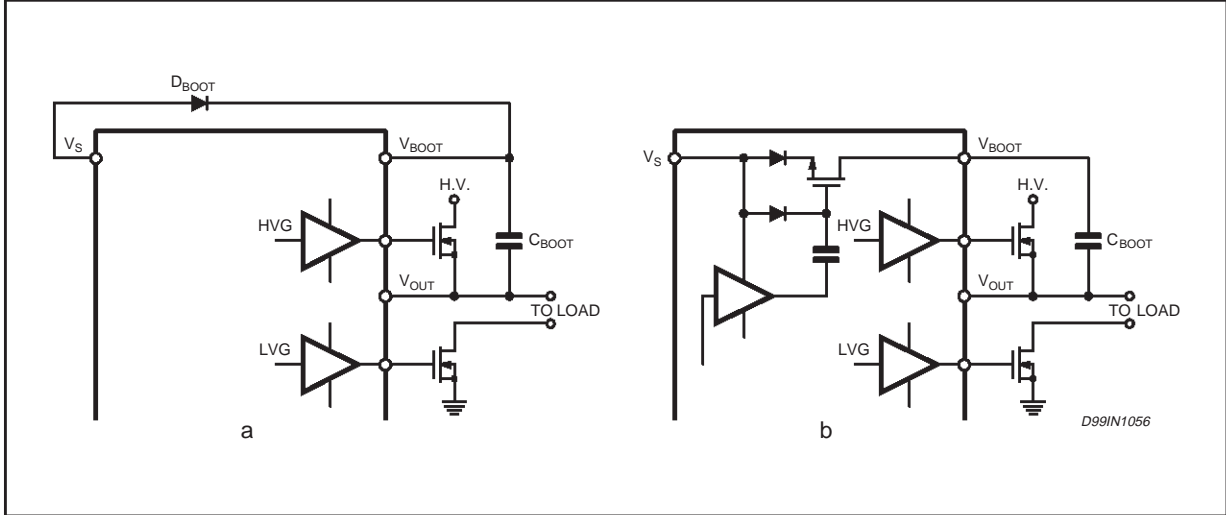 DBOOT
VS
VBOOT
H.V.
HVG
CBOOT
VOUT
TO LOAD
LVG
a
VS
VBOOT
H.V.
HVG
CBOOT
VOUT
TO LOAD
LVG
b
D99IN1056